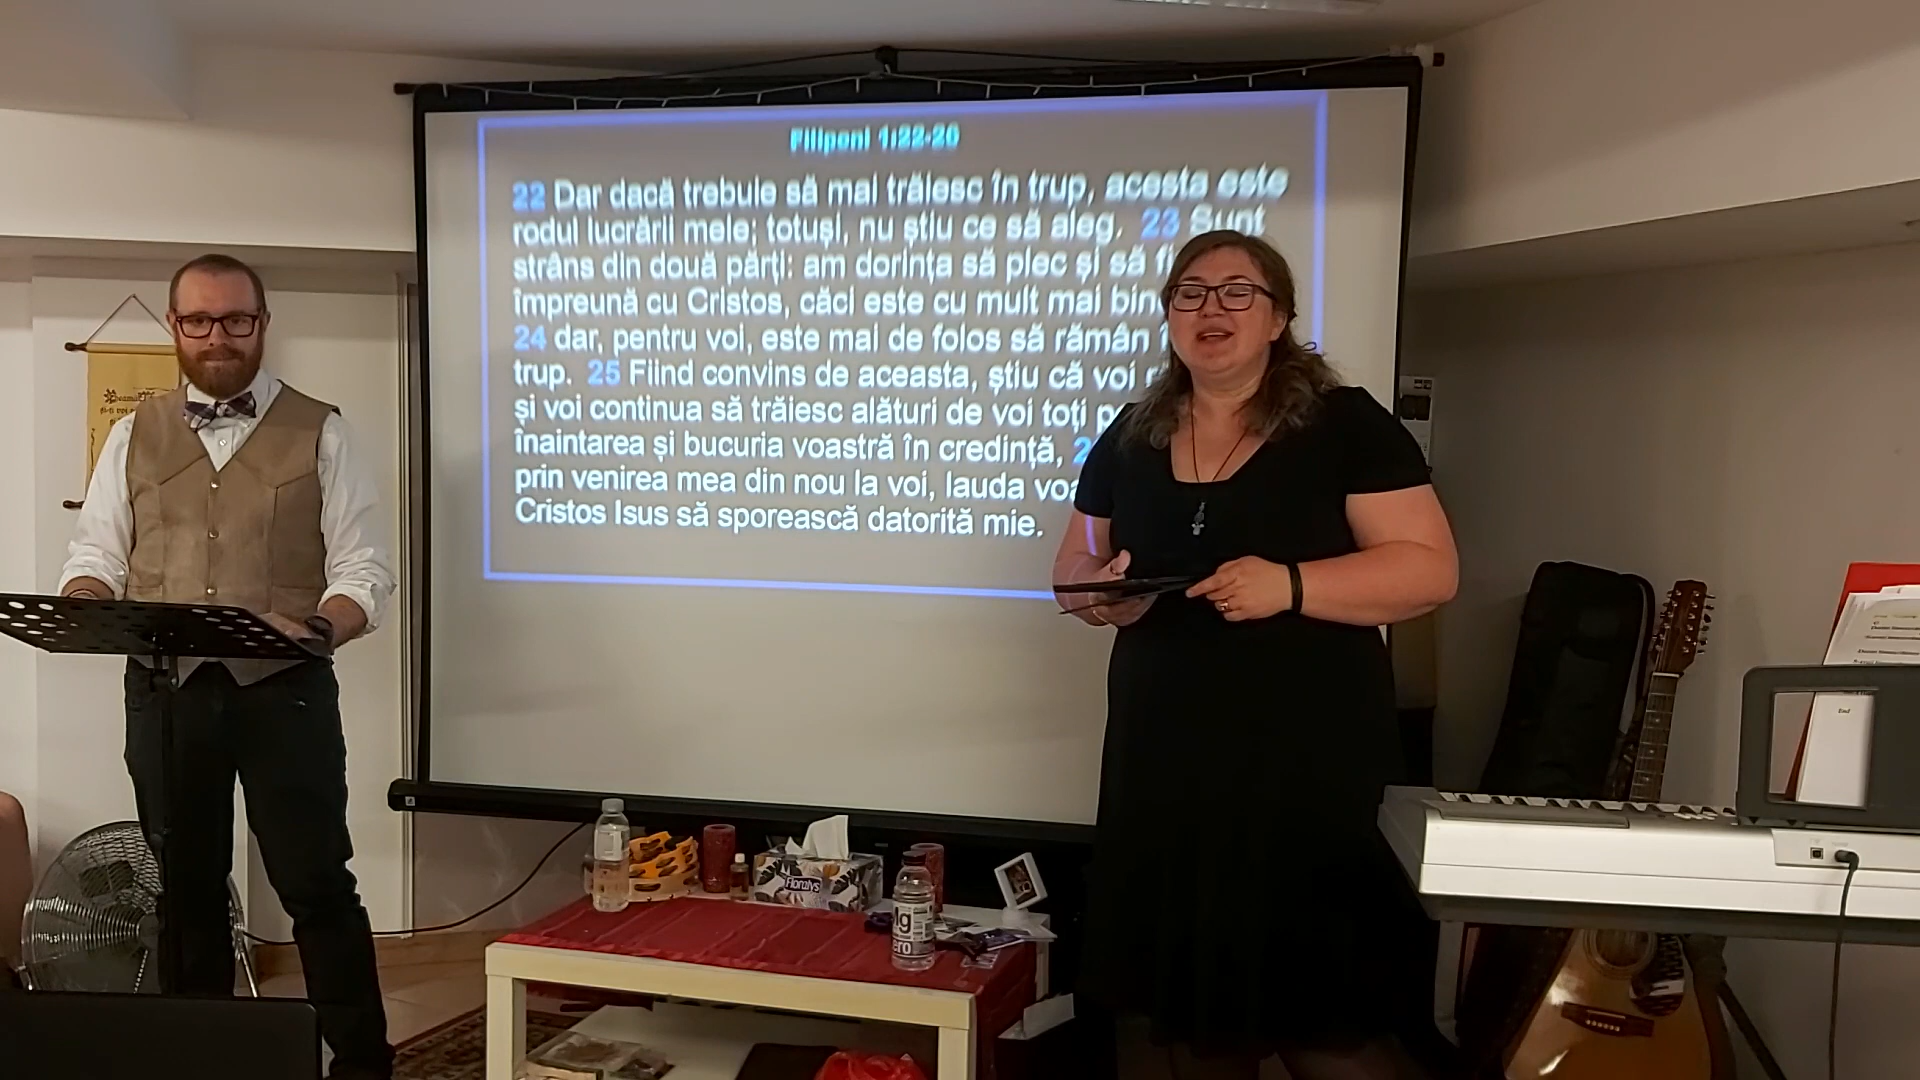 Filipeni 1:22-26
22 Dar dacă trebuie să mai trăiesc în trup, acesta este
rodul lucrării mele; totuși, nu știu ce să aleg. 23 Sunt
strâns din două părți: am dorința să plec și să fi
împreună cu Cristos, căci este cu mult mai bin
24 dar, pentru voi, este mai de folos să rămân
trup. 25 Fiind convins de aceasta, știu că voi r
și voi continua să trăiesc alături de voi toți pe
înaintarea și bucuria voastră în credință, 2
prin venirea mea din nou la voi, lauda voa
Cristos Isus să sporească datorită mie.
Floralys
End